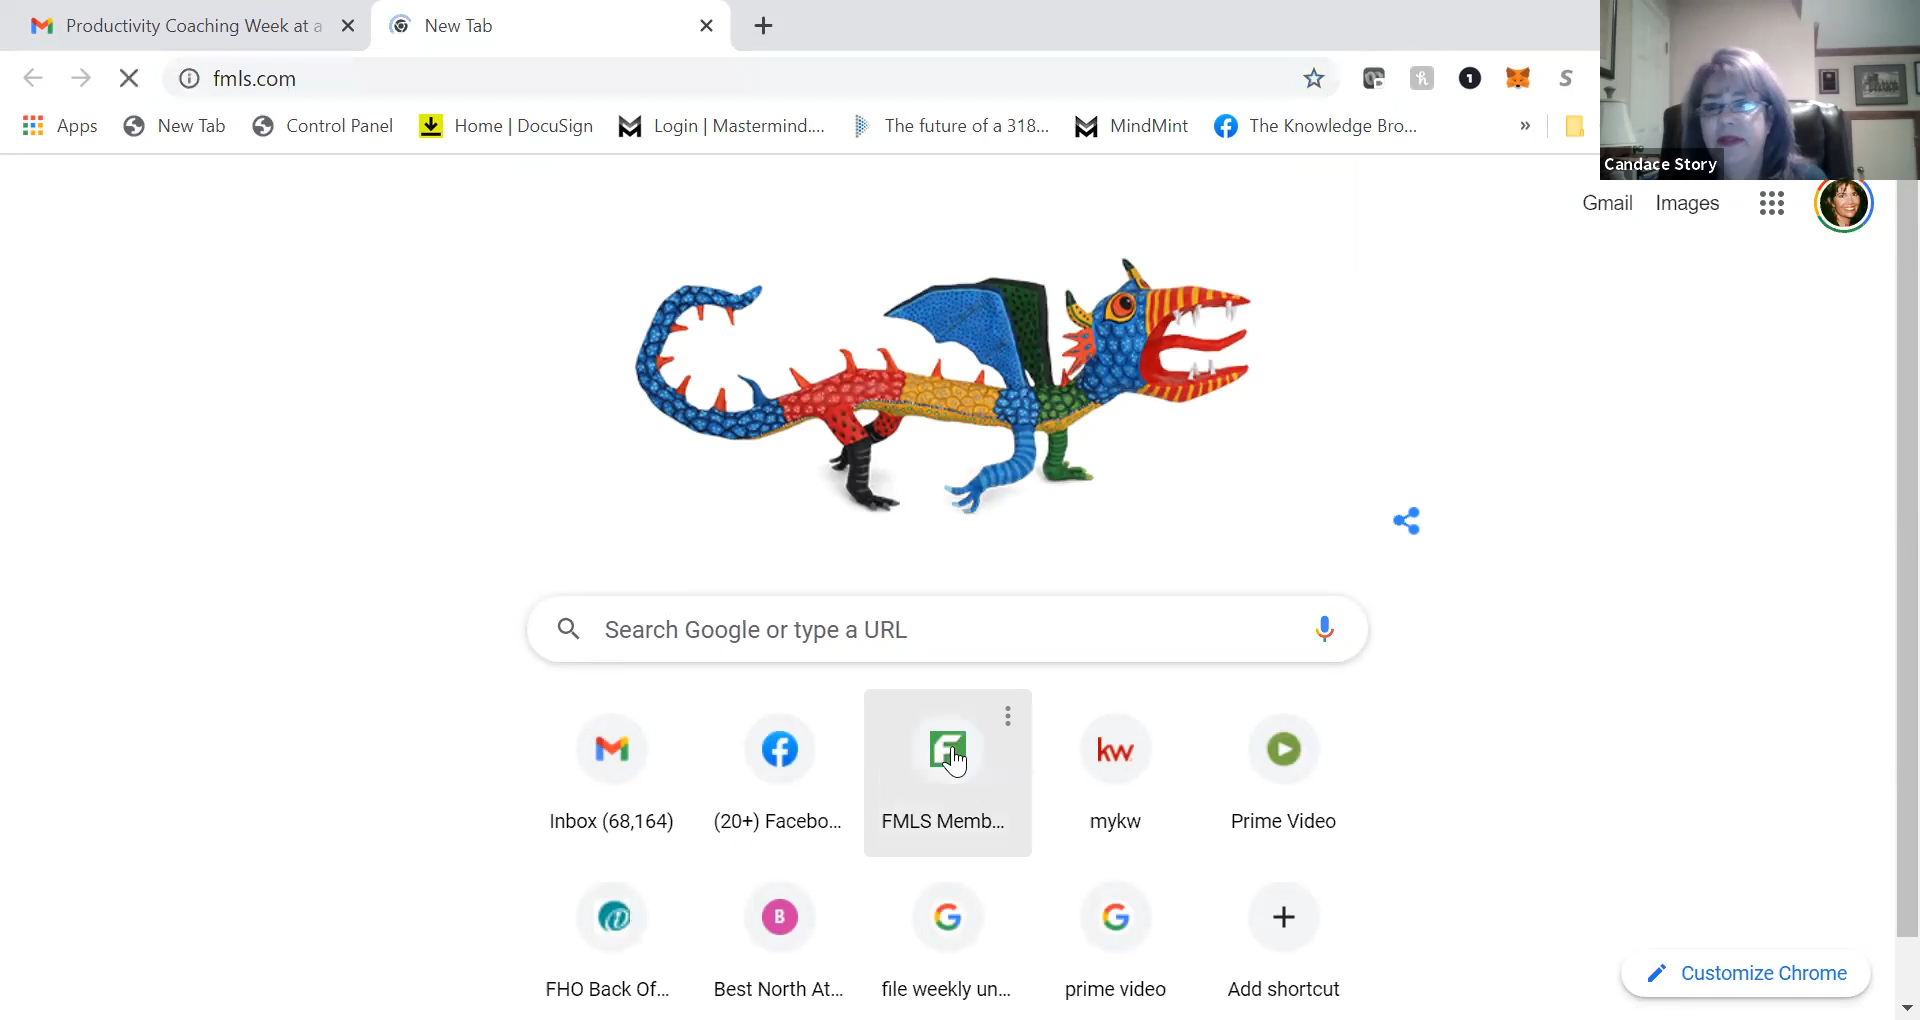 Productivity Coaching Week at a
New Tab
fmls.com
Apps
New Tab
Control Panel
Home | DocuSign
Login | Mastermind....
The future of a 318...
MindMint
The Knowledge Bro...
»
Candace Story
Gmail
Images
Search Google or type a URL
Inbox (68,164)
(20+) Facebo...
FMLS Memb...
kw
mykw
Prime Video
FHO Back Of...
B
Best North At...
file weekly un...
prime video
Add shortcut
Customize Chrome